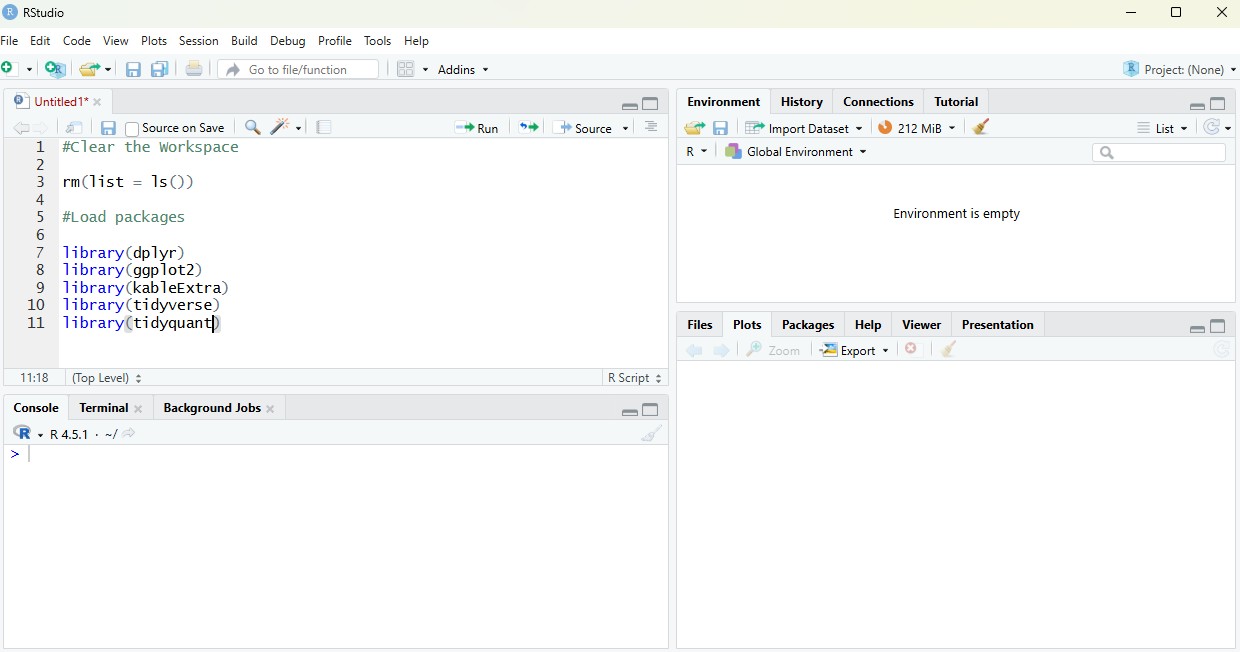 RStudio
File Edit Code View Plots Session Build Debug Profile Tools Help
Go to file/function Addins Project: (None)
Untitled1*
Source on Save Run Source
1 #Clear the Workspace
2
3 rm(list = ls())
4
5 #Load packages
6
7 library(dplyr)
8 library(ggplot2)
9 library(kableExtra)
10 library(tidyverse)
11 library(tidyquant)
11:18 (Top Level) R Script
Console Terminal Background Jobs
R R 4.5.1 · ~/
>
Environment History Connections Tutorial
Import Dataset 212 MiB List
R Global Environment
Environment is empty
Files Plots Packages Help Viewer Presentation
Zoom Export